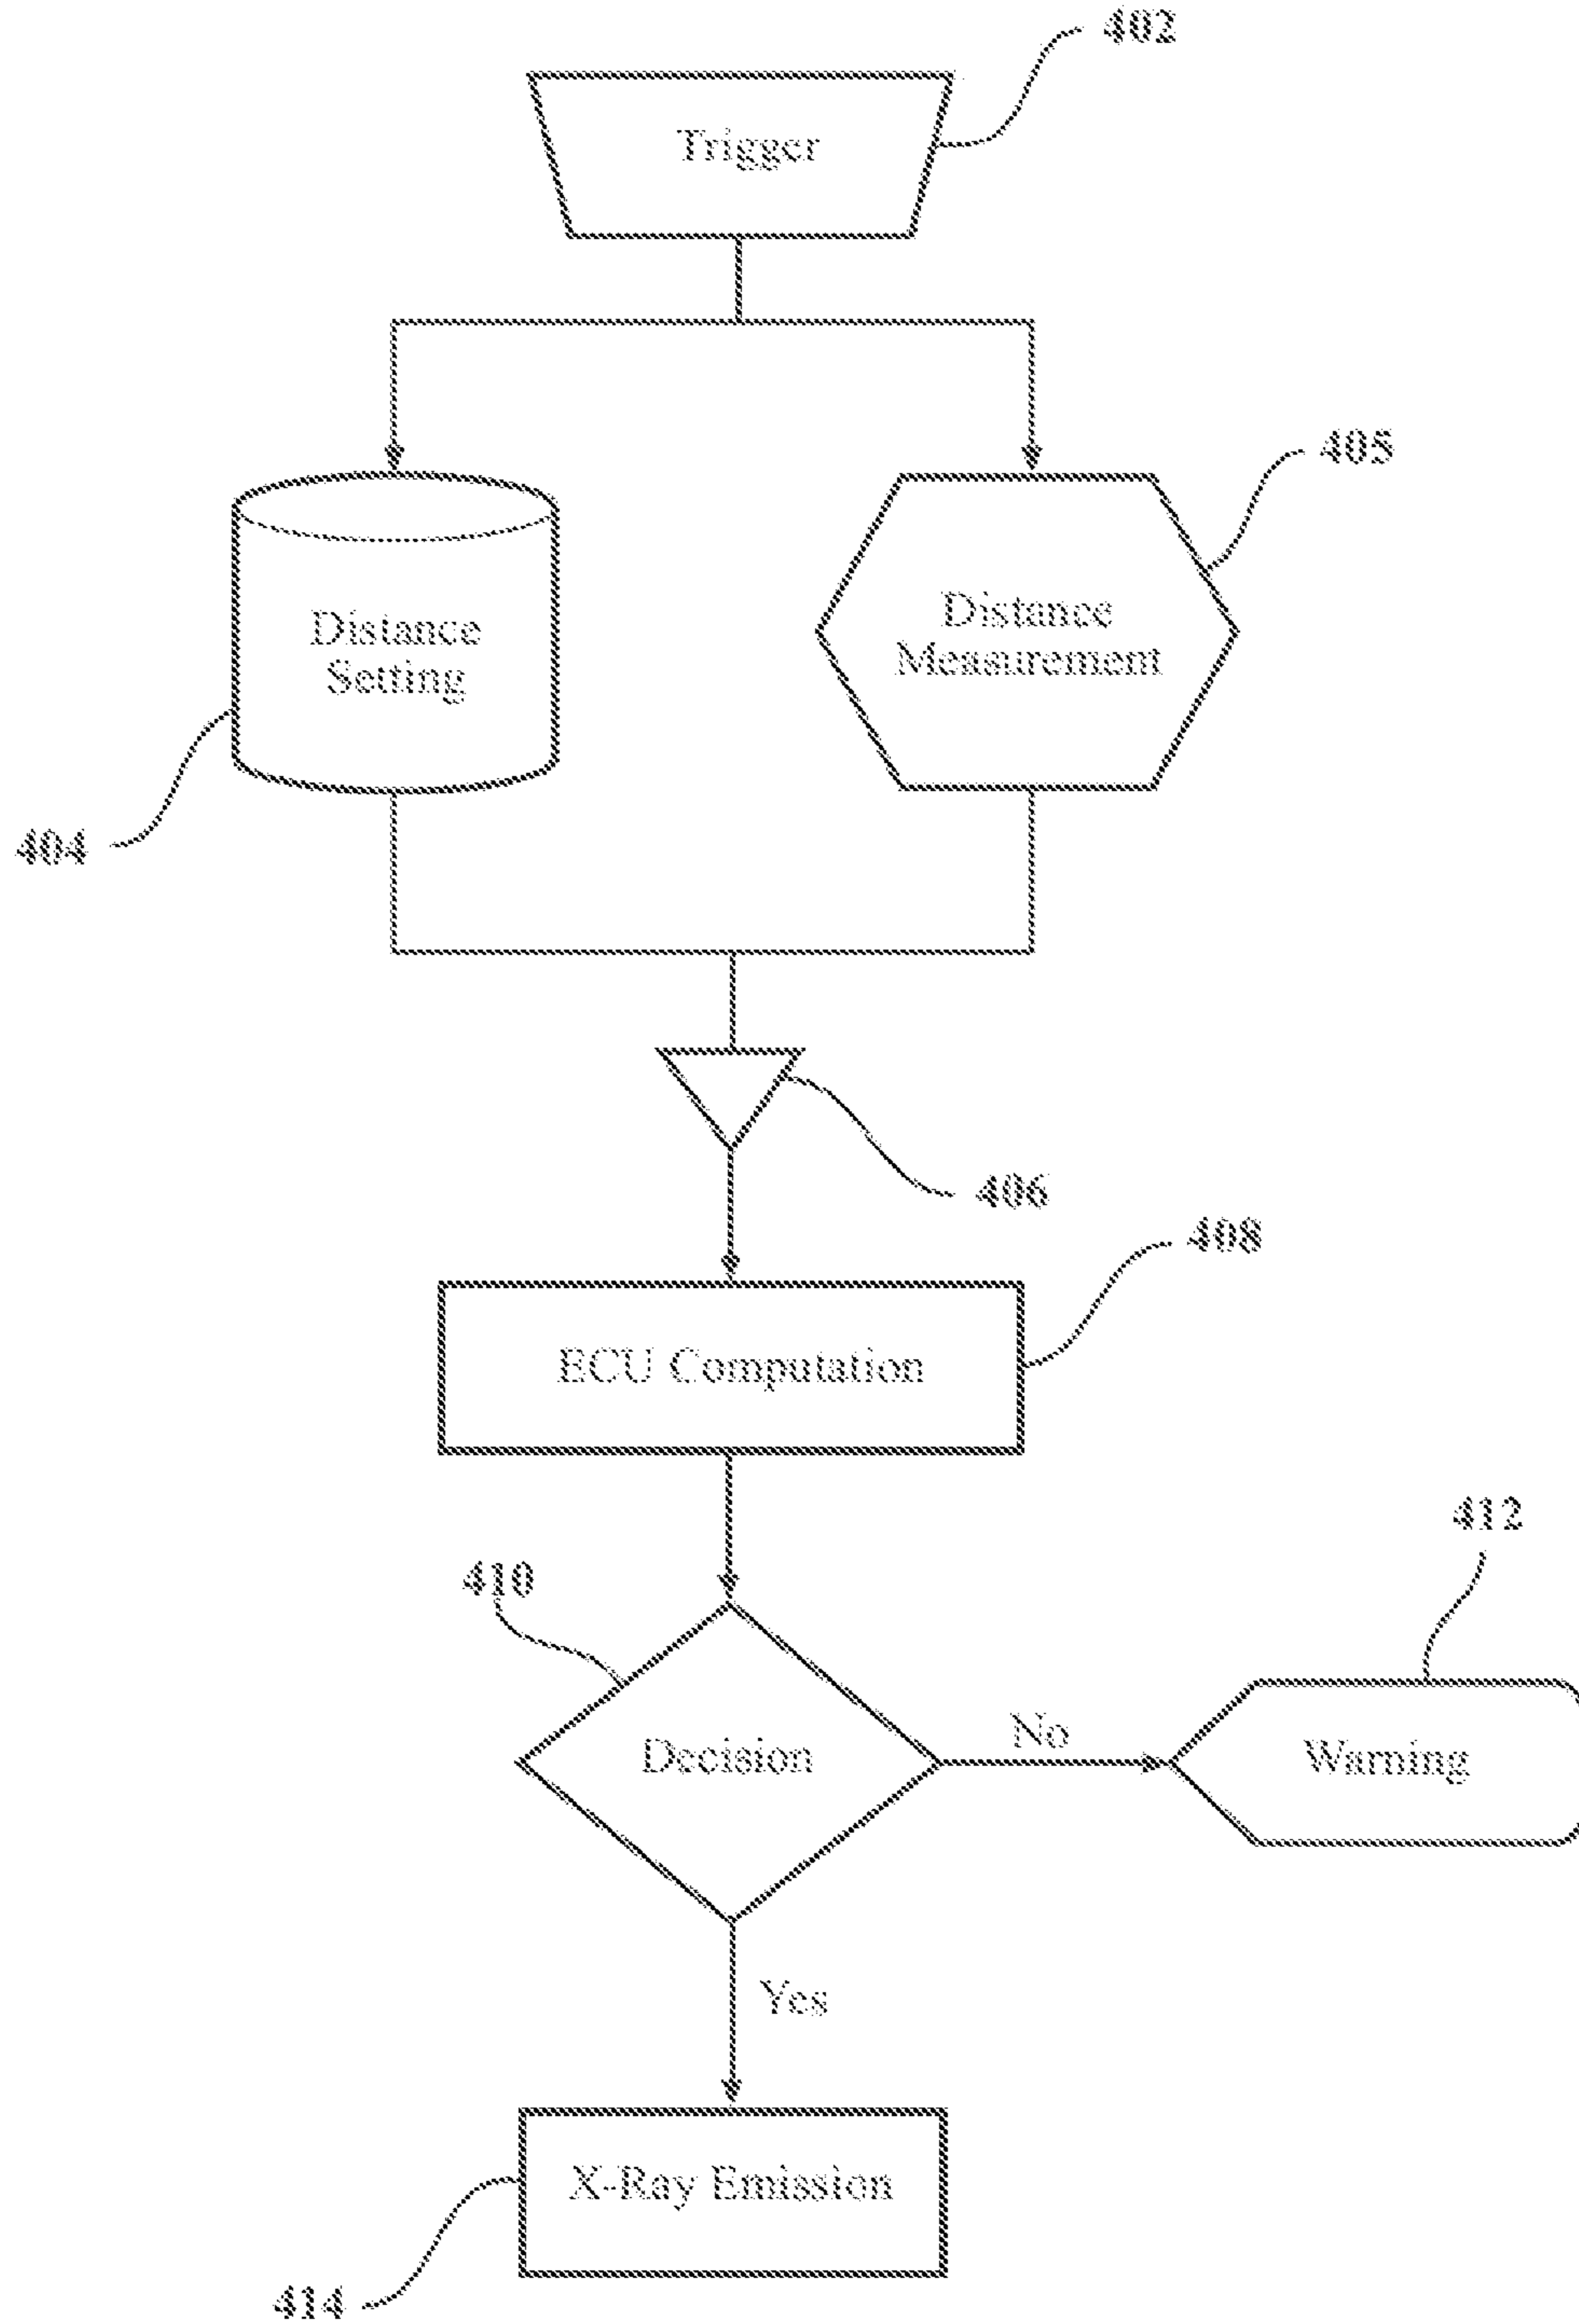 402
Trigger
405
Distance
Setting
Distance
Measurement
404
406
408
ECU Computation
412
410
Decision
No
Warning
Yes
X-Ray Emission
414